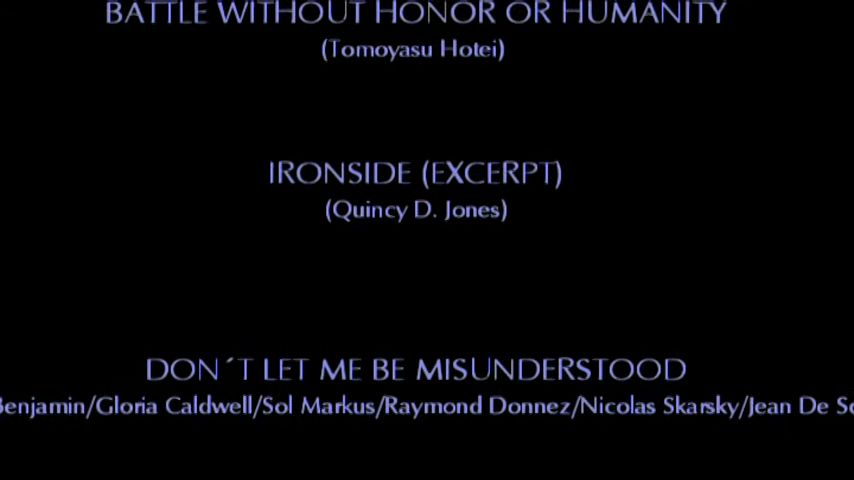 BATTLE WITHOUT HONOR OR HUMANITY
(Tomoyasu Hotei)
IRONSIDE (EXCERPT)
(Quincy D. Jones)
DON´T LET ME BE MISUNDERSTOOD
Benjamin/Gloria Caldwell/Sol Markus/Raymond Donnez/Nicolas Skarsky/Jean De